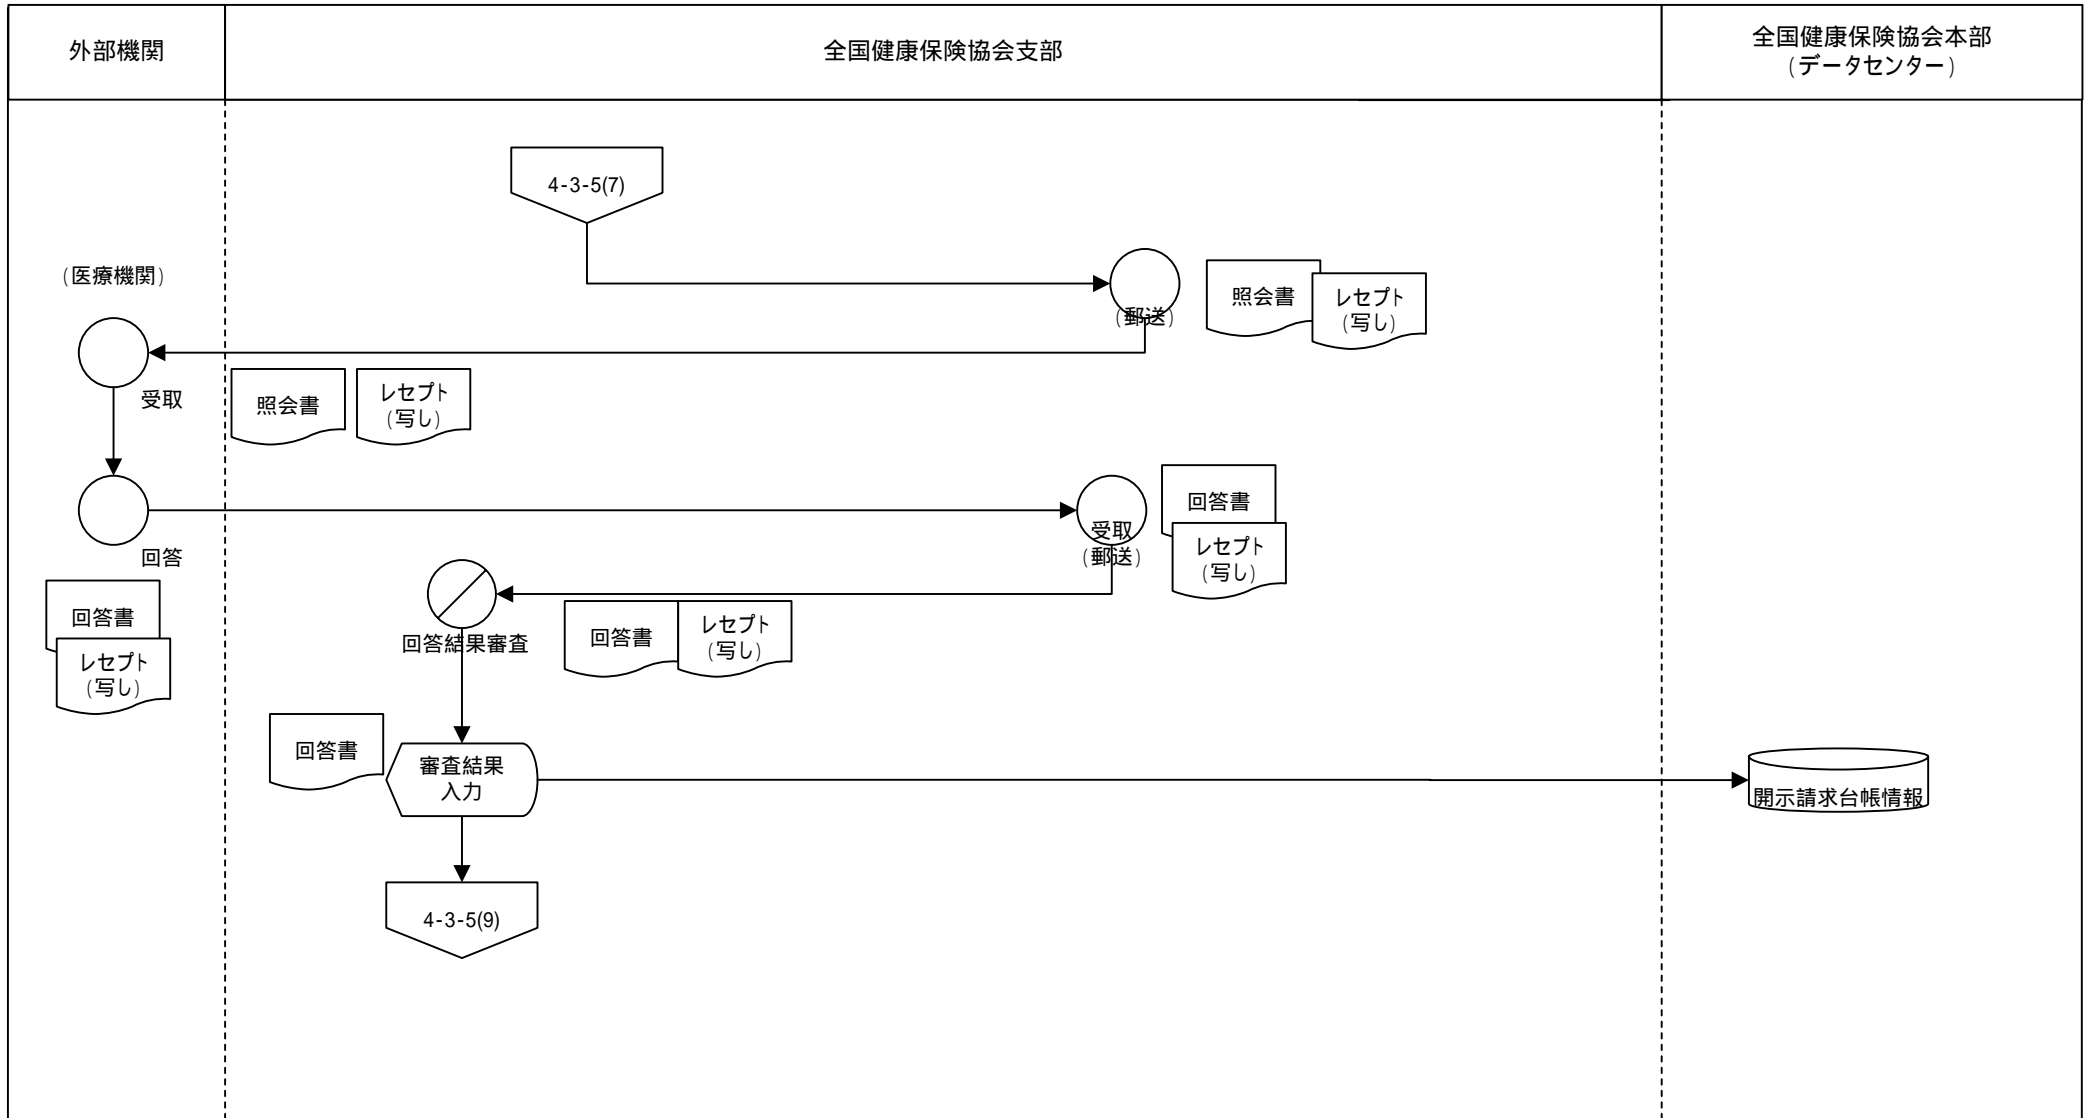 外部機関
全国健康保険協会支部
全国健康保険協会本部
(データセンター)
4-3-5(7)
(医療機関)
(郵送)
照会書
レセプト
(写し)
受取
照会書
レセプト
(写し)
回答
受取
(郵送)
回答書
レセプト
(写し)
回答書
レセプト
(写し)
回答結果審査
回答書
レセプト
(写し)
回答書
審査結果
入力
開示請求台帳情報
4-3-5(9)